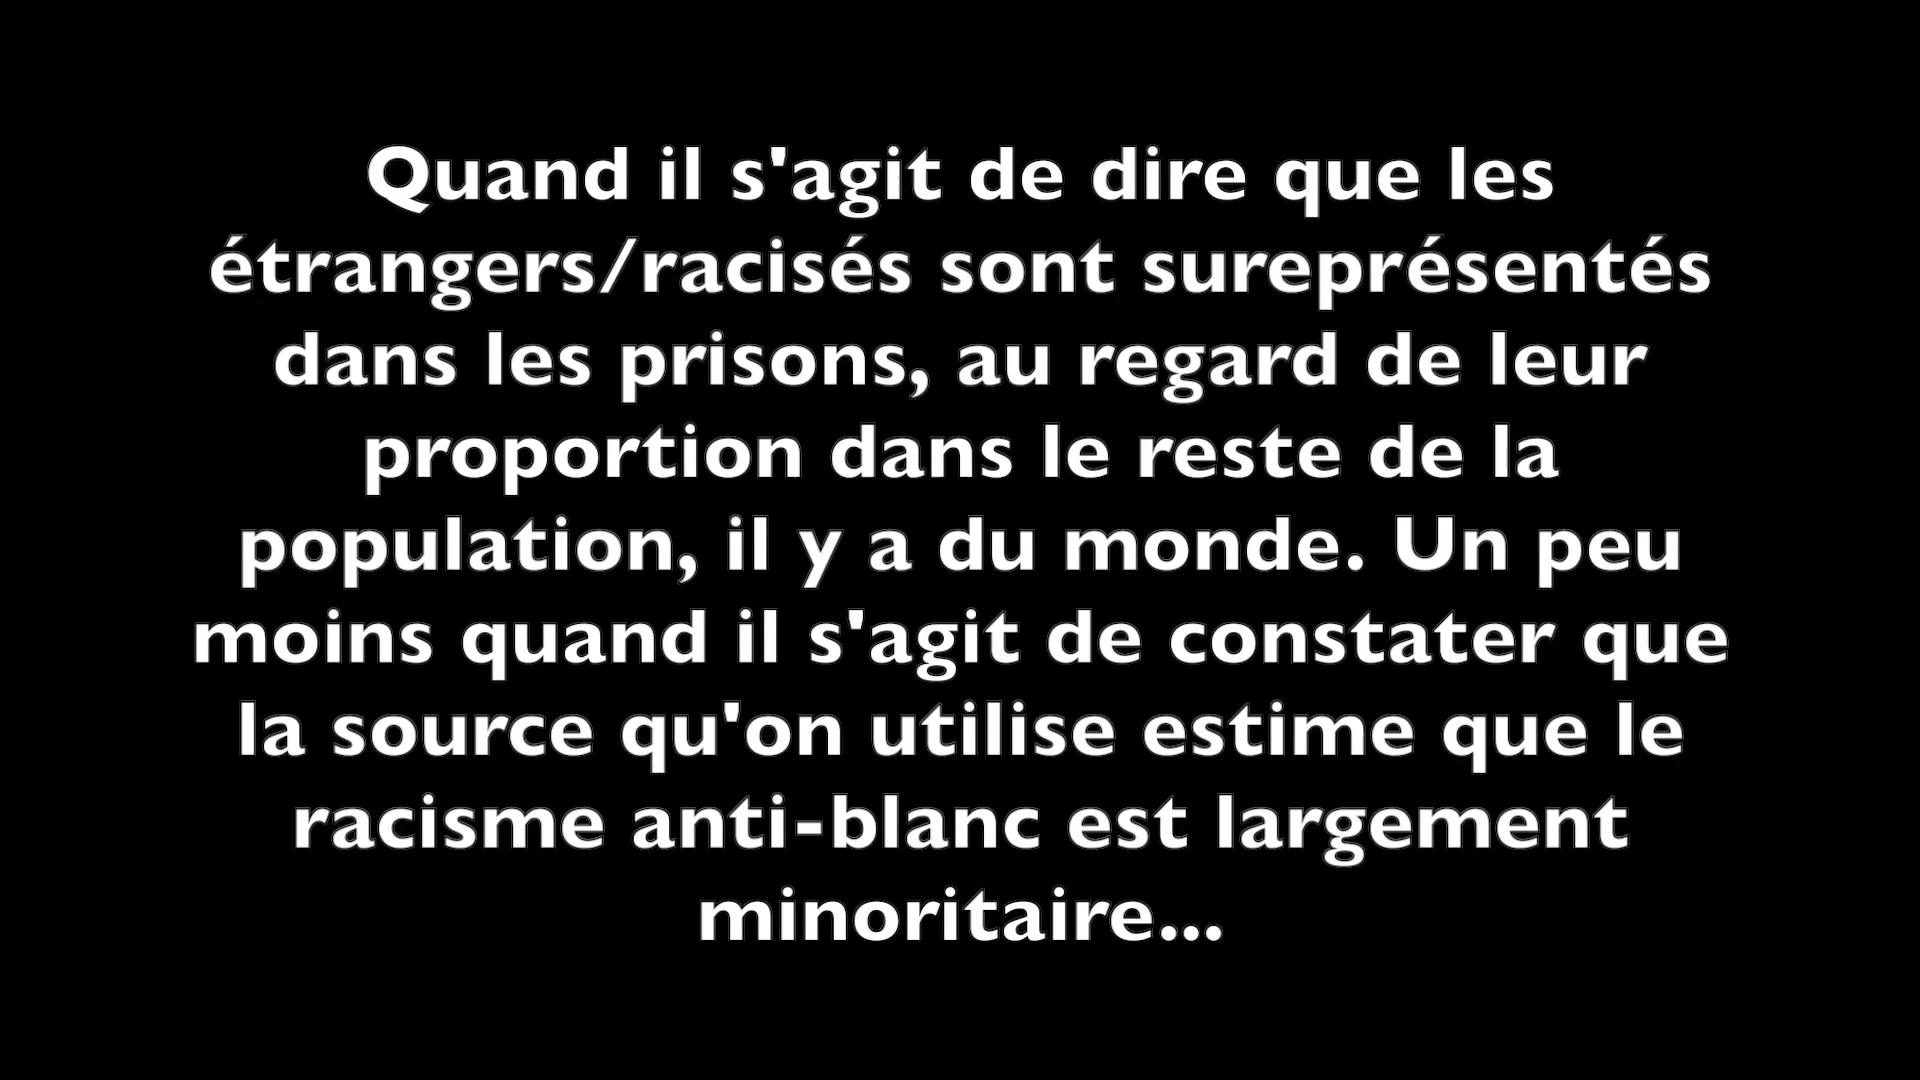 Quand il s'agit de dire que les
étrangers/racisés sont sureprésentés
dans les prisons, au regard de leur
proportion dans le reste de la
population, il y a du monde. Un peu
moins quand il s'agit de constater que
la source qu'on utilise estime que le
racisme anti-blanc est largement
minoritaire...